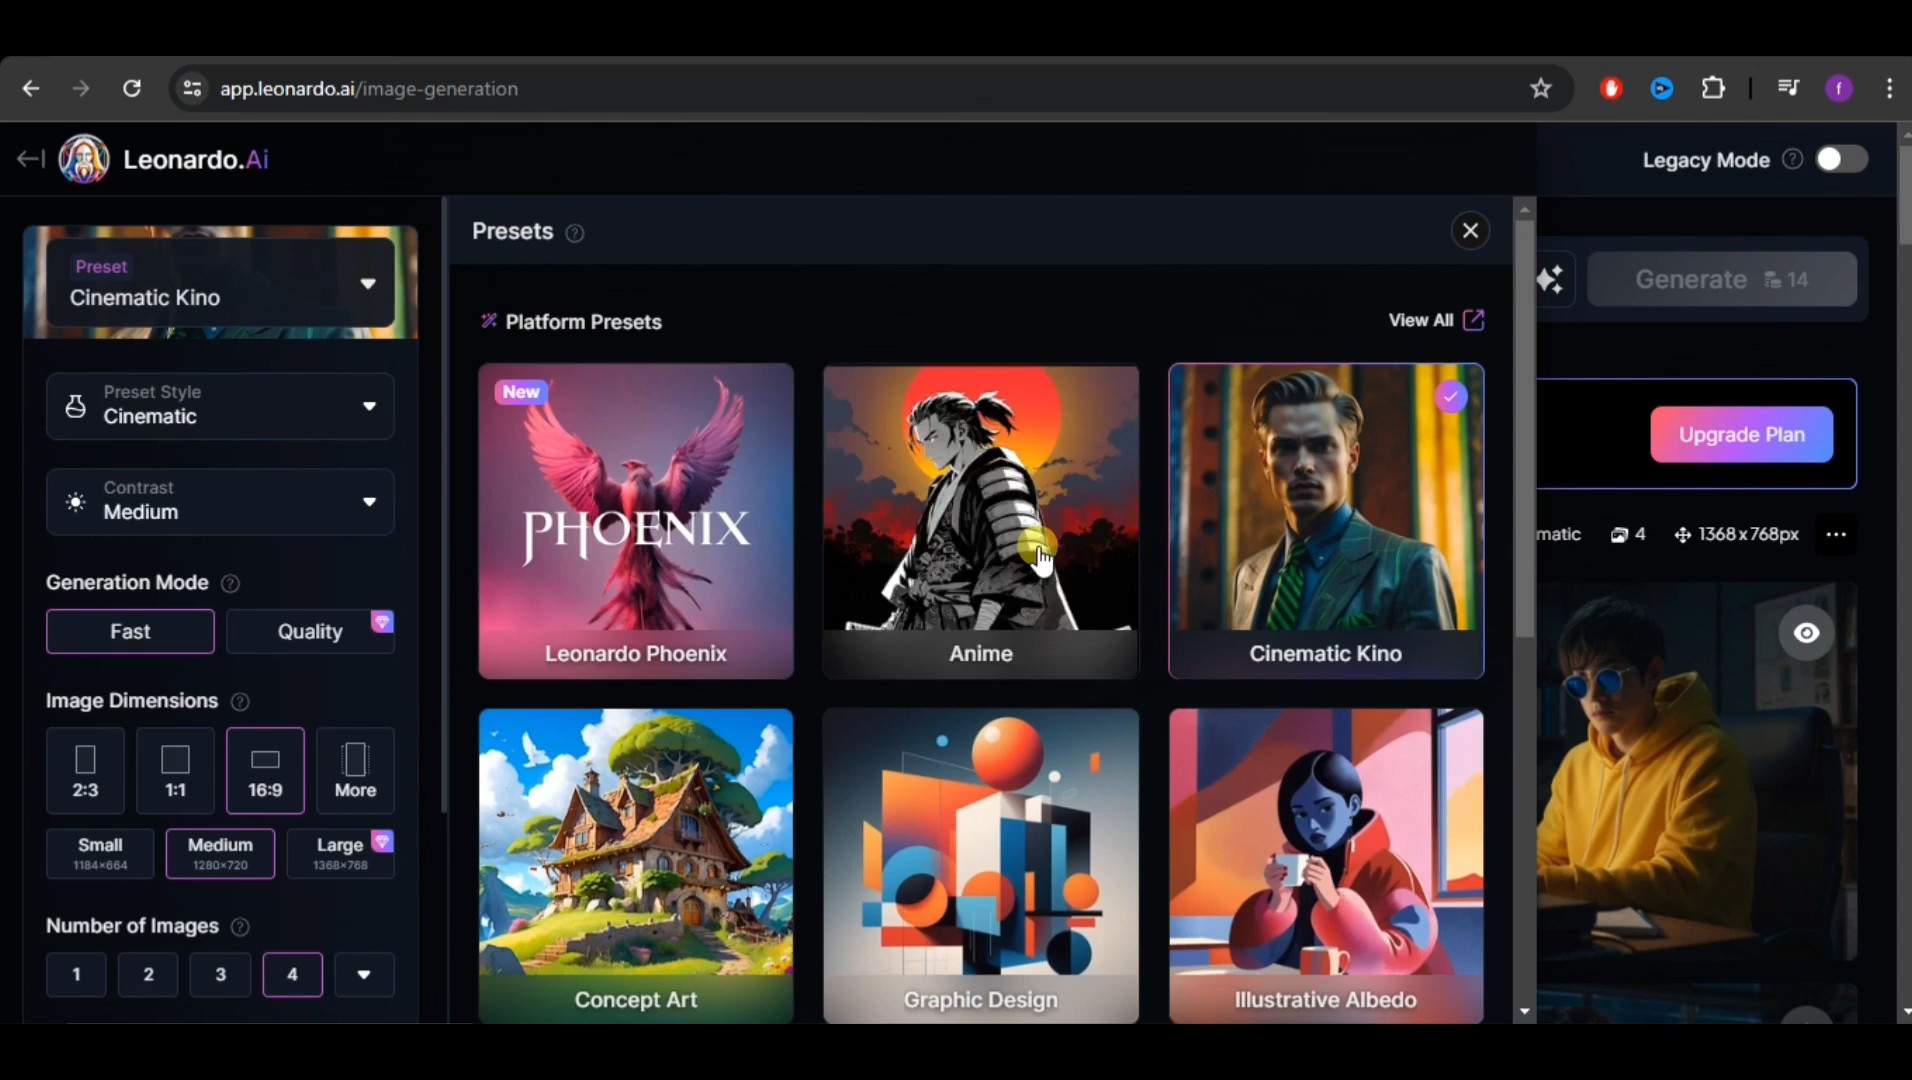 app.leonardo.ai/image-generation
f
Leonardo.Ai
Legacy Mode
Preset
Cinematic Kino
Preset Style
Cinematic
Contrast
Medium
Generation Mode
Fast
Quality
Image Dimensions
2:3
1:1
16:9
More
Small
1184×664
Medium
1280×720
Large
1368×768
Number of Images
1
2
3
4
Presets
Platform Presets
View All
New
PHOENIX
Leonardo Phoenix
Anime
Cinematic Kino
Concept Art
Graphic Design
Illustrative Albedo
Generate 14
Upgrade Plan
matic 4 1368x768px